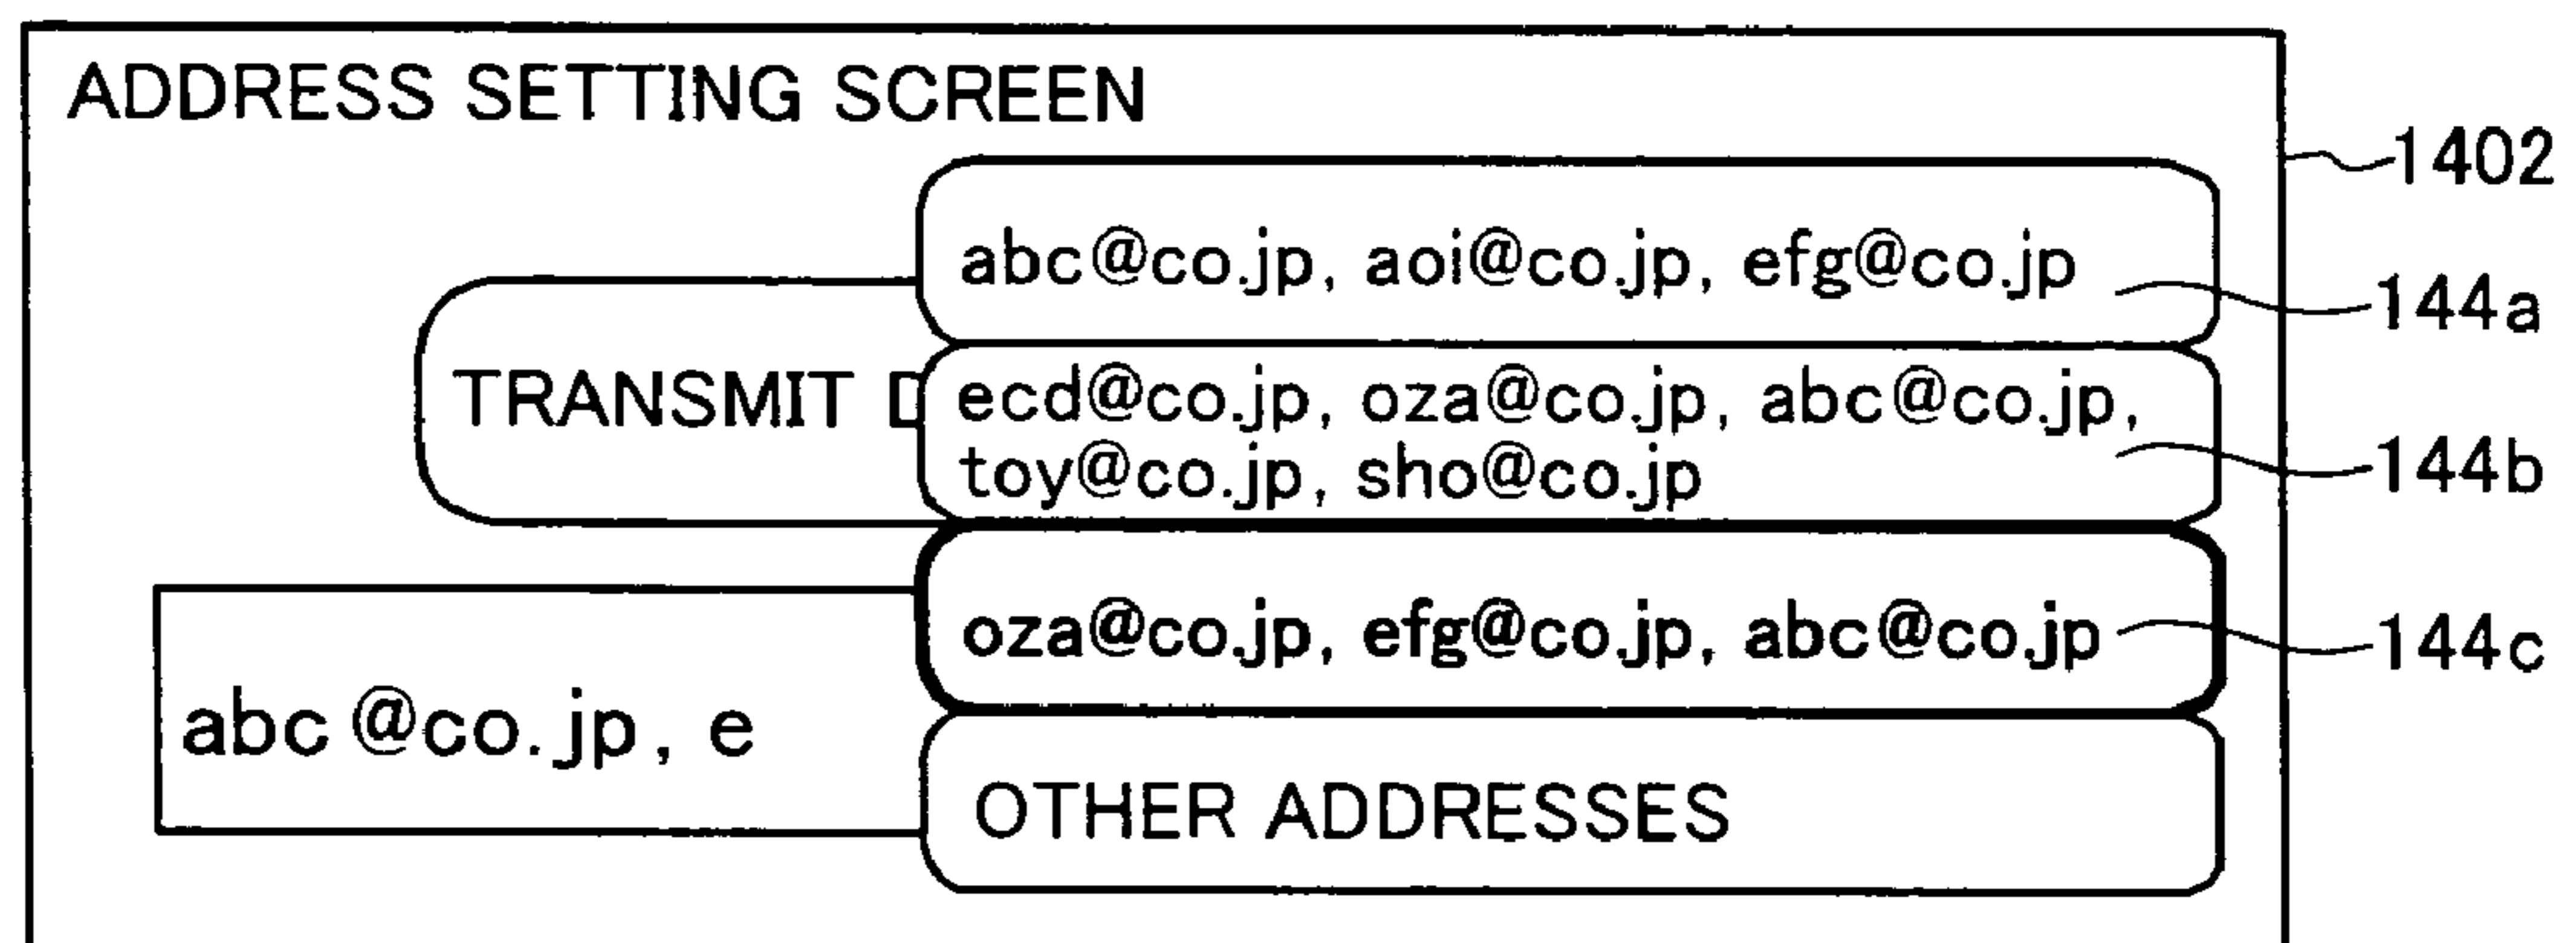 ADDRESS SETTING SCREEN
1402
abc@co.jp, aoi@co.jp, efg@co.jp
144a
TRANSMIT
ecd@co.jp, oza@co.jp, abc@co.jp,
toy@co.jp, sho@co.jp
144b
oza@co.jp, efg@co.jp, abc@co.jp
144c
abc@co.jp, e
OTHER ADDRESSES